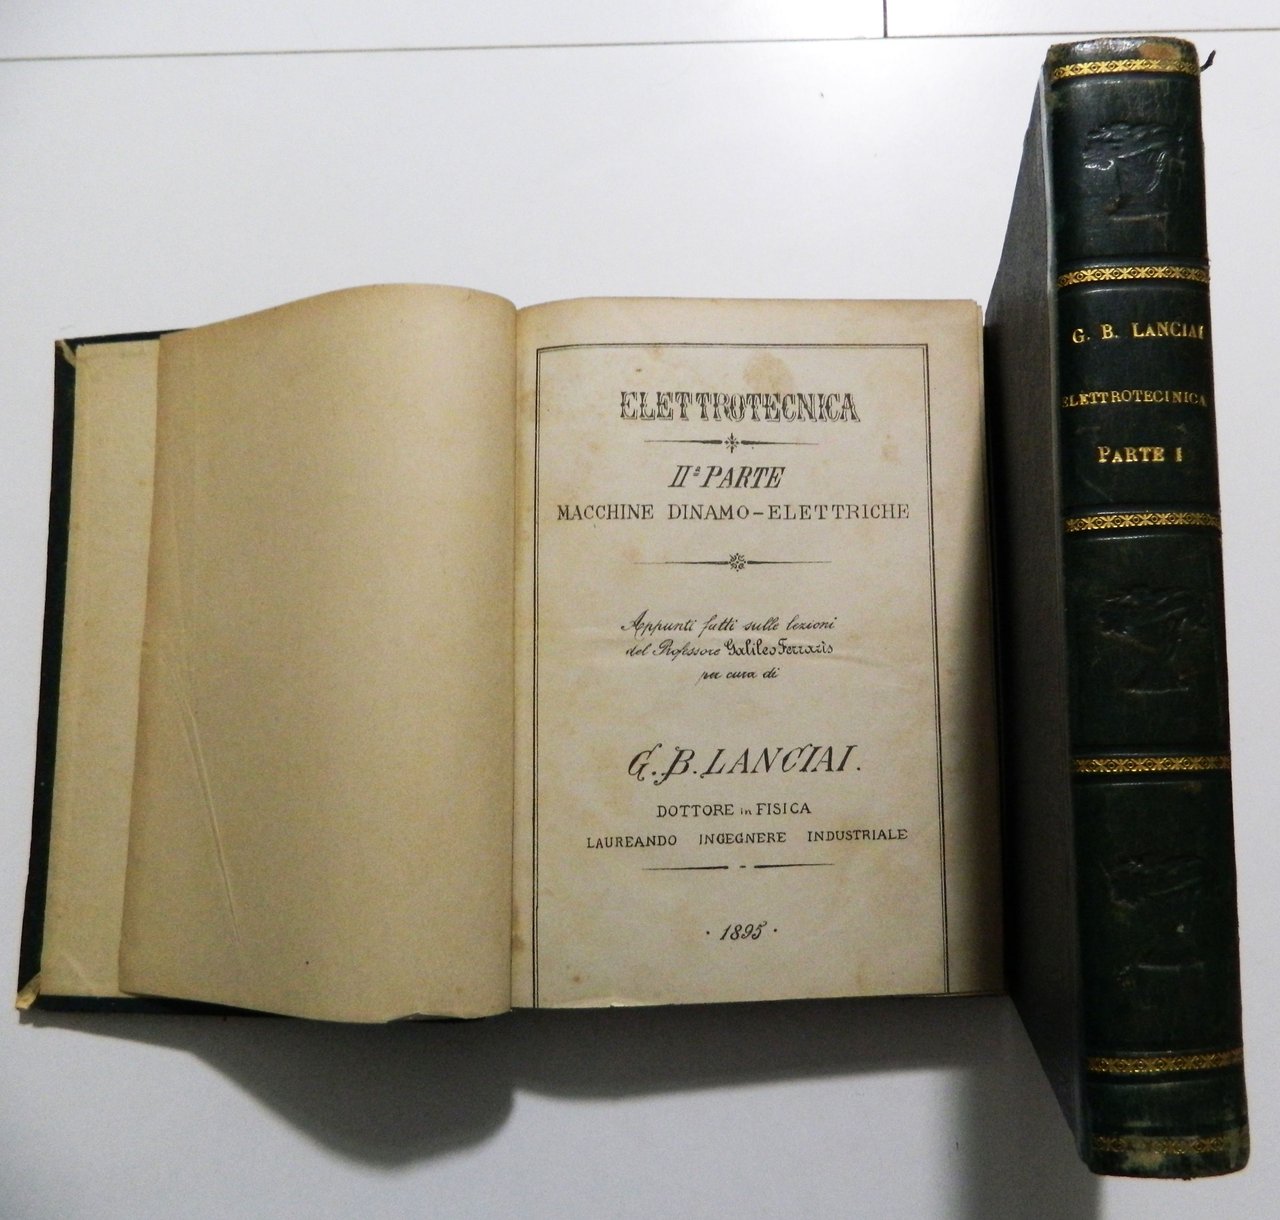 ELETTROTECNICA
IIª PARTE
MACCHINE DINAMO-ELETTRICHE
Appunti fatti sulle lezioni
del Professore Galileo Ferraris
per cura di
G. B. LANCIAI.
DOTTORE in FISICA
LAUREANDO INGEGNERE INDUSTRIALE
· 1895 ·
G. B. LANCIAI
ELETTROTECINICA
PARTE I